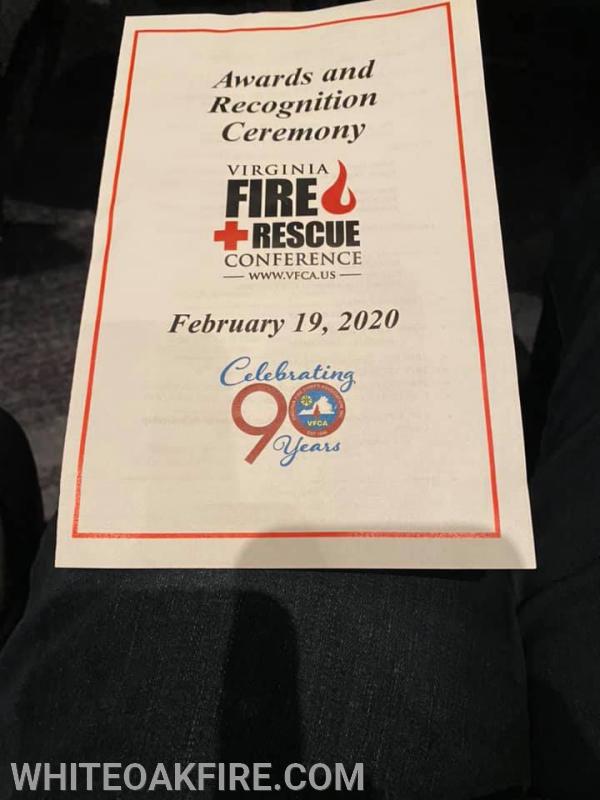 Awards and
Recognition
Ceremony
VIRGINIA
FIRE
RESCUE
CONFERENCE
WWW.VFCA.US
February 19, 2020
Celebrating
90
VFCA
Years
WHITEOAKFIRE.COM